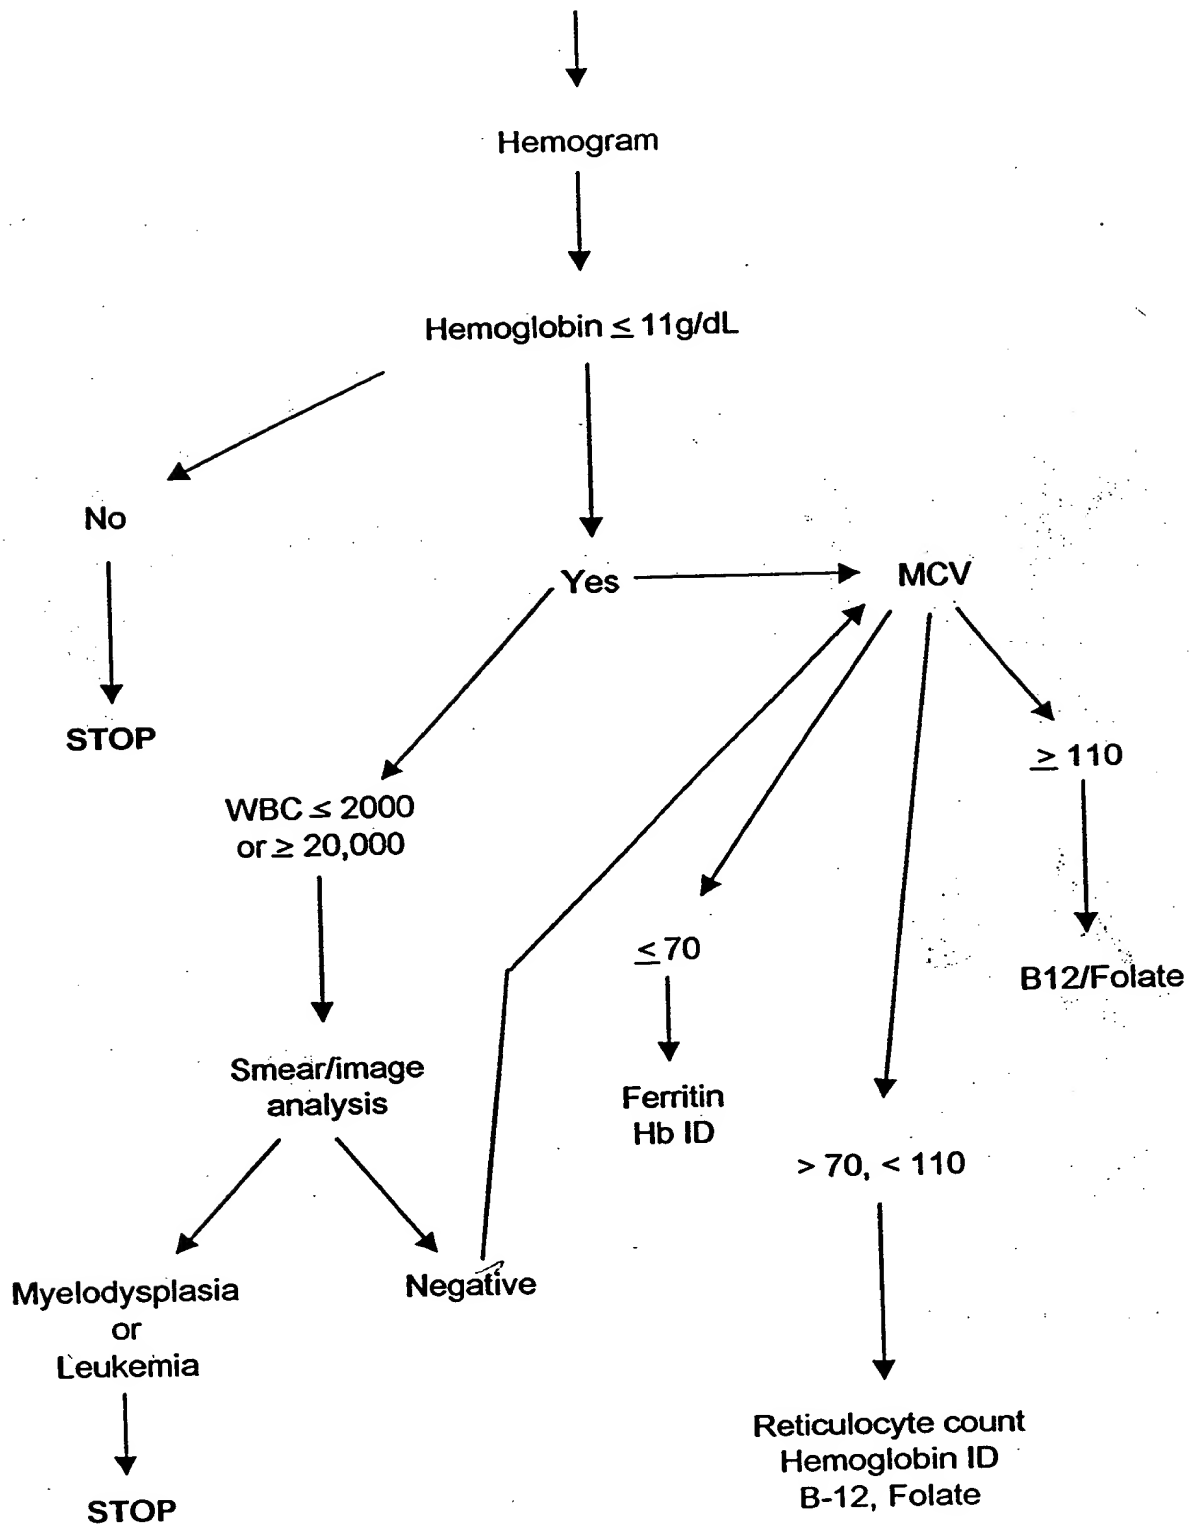 Hemogram
Hemoglobin ≤ 11g/dL
No
Yes
MCV
STOP
≥ 110
WBC ≤ 2000
or ≥ 20,000
≤ 70
B12/Folate
Smear/image
analysis
Ferritin
Hb ID
> 70, < 110
Negative
Myelodysplasia
or
Leukemia
Reticulocyte count
Hemoglobin ID
B-12, Folate
STOP